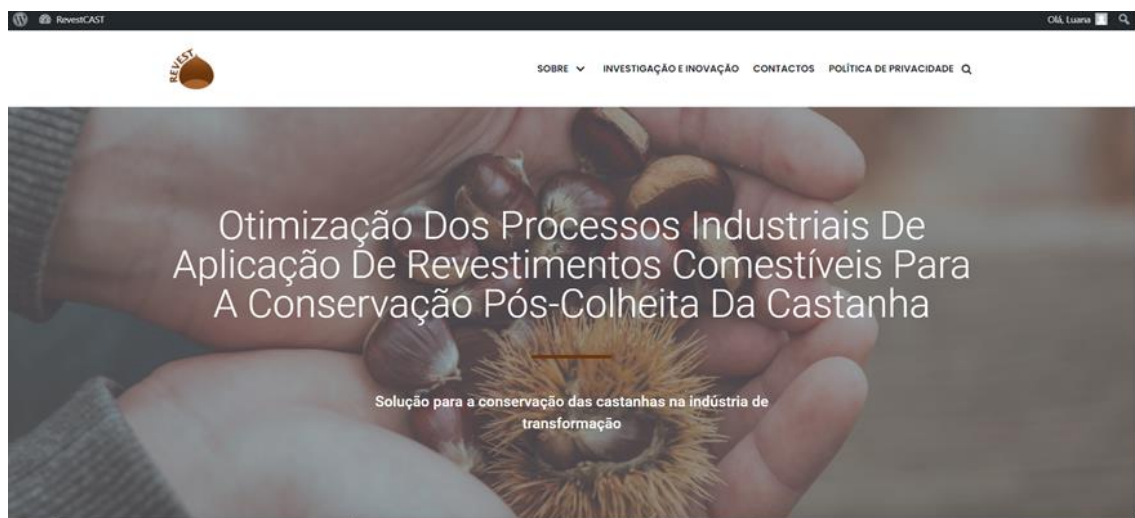 RevestCAST
Olá, Luana
REVEST
SOBRE
INVESTIGAÇÃO E INOVAÇÃO
CONTACTOS
POLÍTICA DE PRIVACIDADE
Otimização Dos Processos Industriais De
Aplicação De Revestimentos Comestíveis Para
A Conservação Pós-Colheita Da Castanha
Solução para a conservação das castanhas na indústria de
transformação